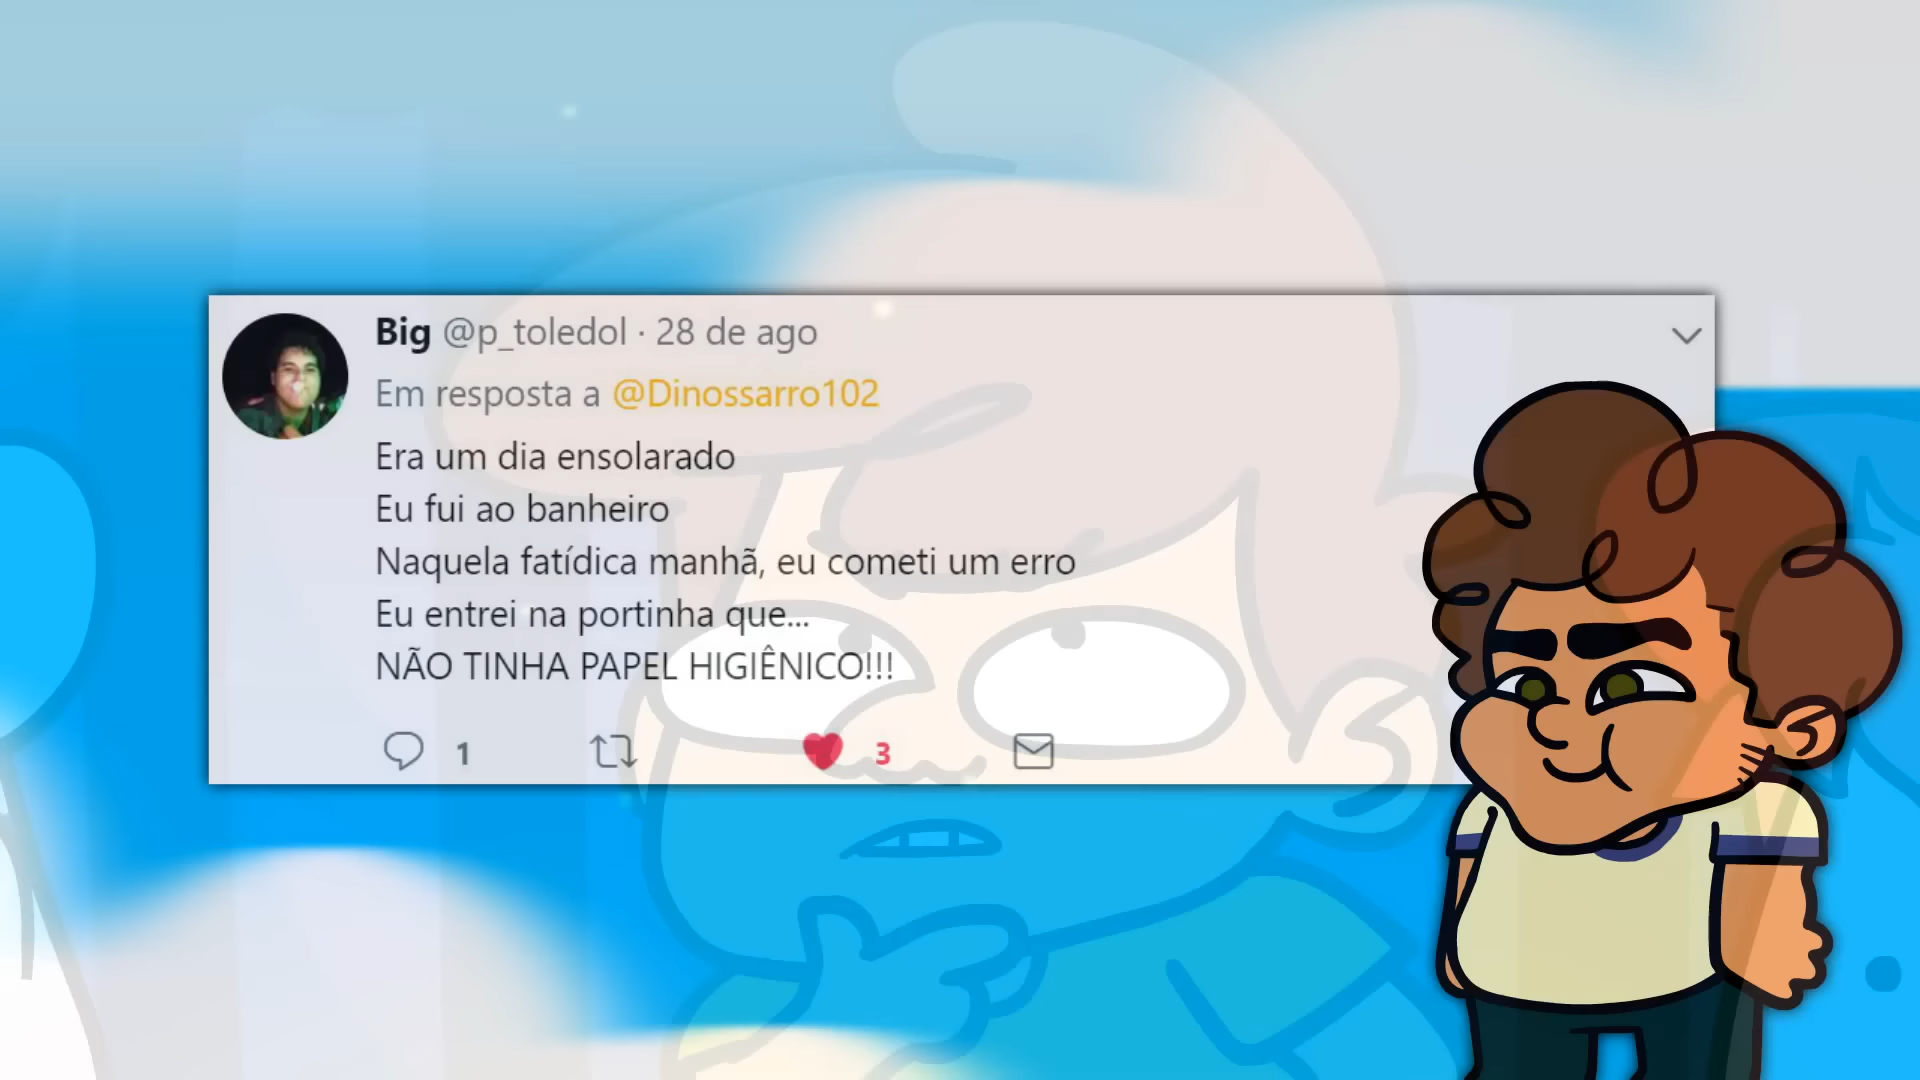 Big @p_toledol · 28 de ago
Em resposta a @Dinossarro102
Era um dia ensolarado
Eu fui ao banheiro
Naquela fatídica manhã, eu cometi um erro
Eu entrei na portinha que...
NÃO TINHA PAPEL HIGIÊNICO!!!
1 3